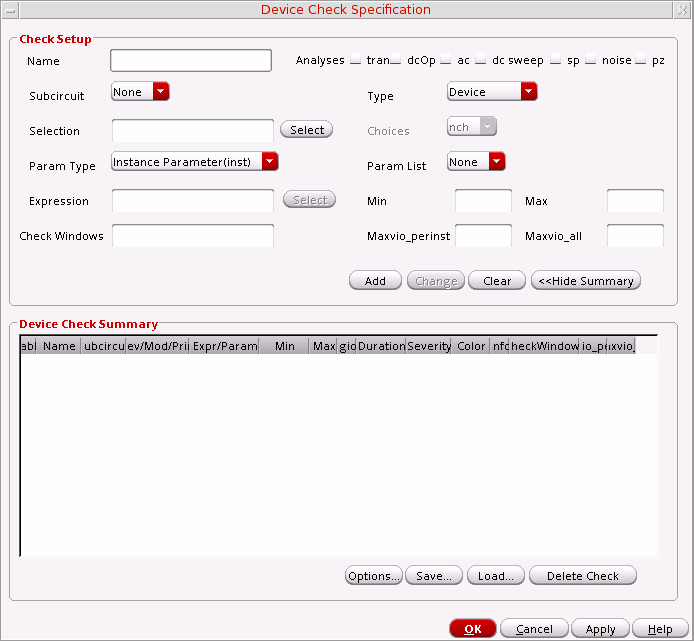 Device Check Specification
Check Setup
Name Analyses tran dcOp ac dc sweep sp noise pz
Subcircuit None Type Device
Selection Select Choices nch
Param Type Instance Parameter(inst) Param List None
Expression Select Min Max
Check Windows Maxvio_perinst Maxvio_all
Add Change Clear <<Hide Summary
Device Check Summary
abl Name ubcircu ev/Mod/Pri Expr/Param Min Max gio Duration Severity Color nfo heckWindow io_pe xvio_
Options... Save... Load... Delete Check
OK Cancel Apply Help